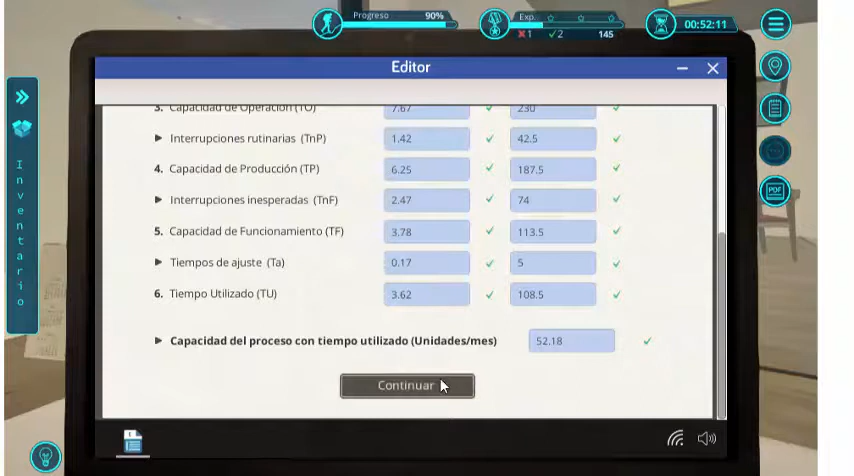 Progreso 90%
Exp.
1 2 145
00:52:11
Editor
Inventario
3. Capacidad de Operación (TO) 7.67 230
Interrupciones rutinarias (TnP) 1.42 42.5
4. Capacidad de Producción (TP) 6.25 187.5
Interrupciones inesperadas (TnF) 2.47 74
5. Capacidad de Funcionamiento (TF) 3.78 113.5
Tiempos de ajuste (Ta) 0.17 5
6. Tiempo Utilizado (TU) 3.62 108.5
Capacidad del proceso con tiempo utilizado (Unidades/mes) 52.18
Continuar
PDF